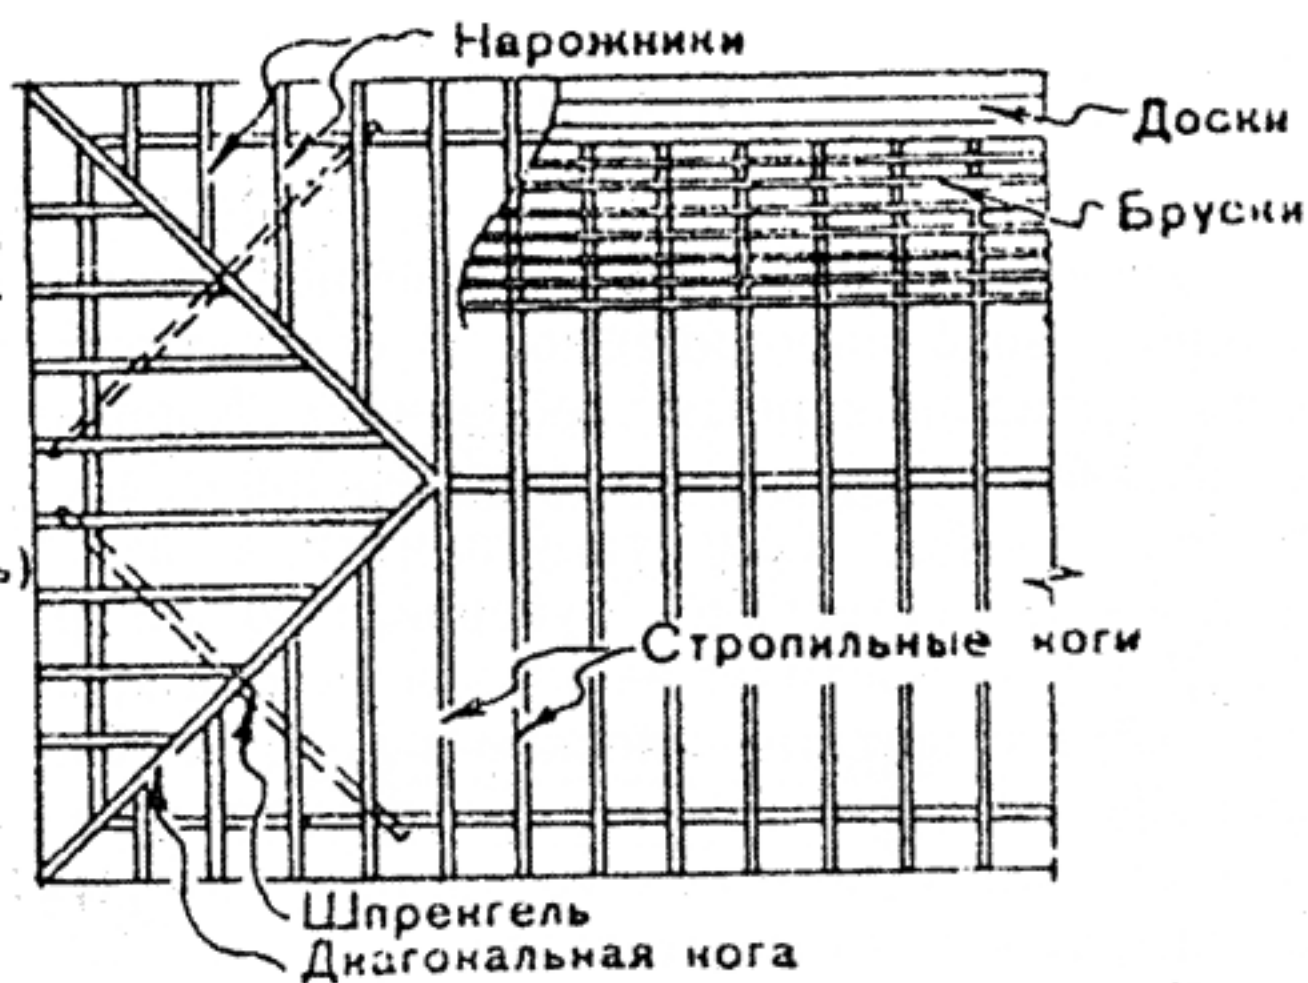 Нарожники
Доски
Бруски
ь)
Стропильные ноги
Шпренгель
Диагональная нога